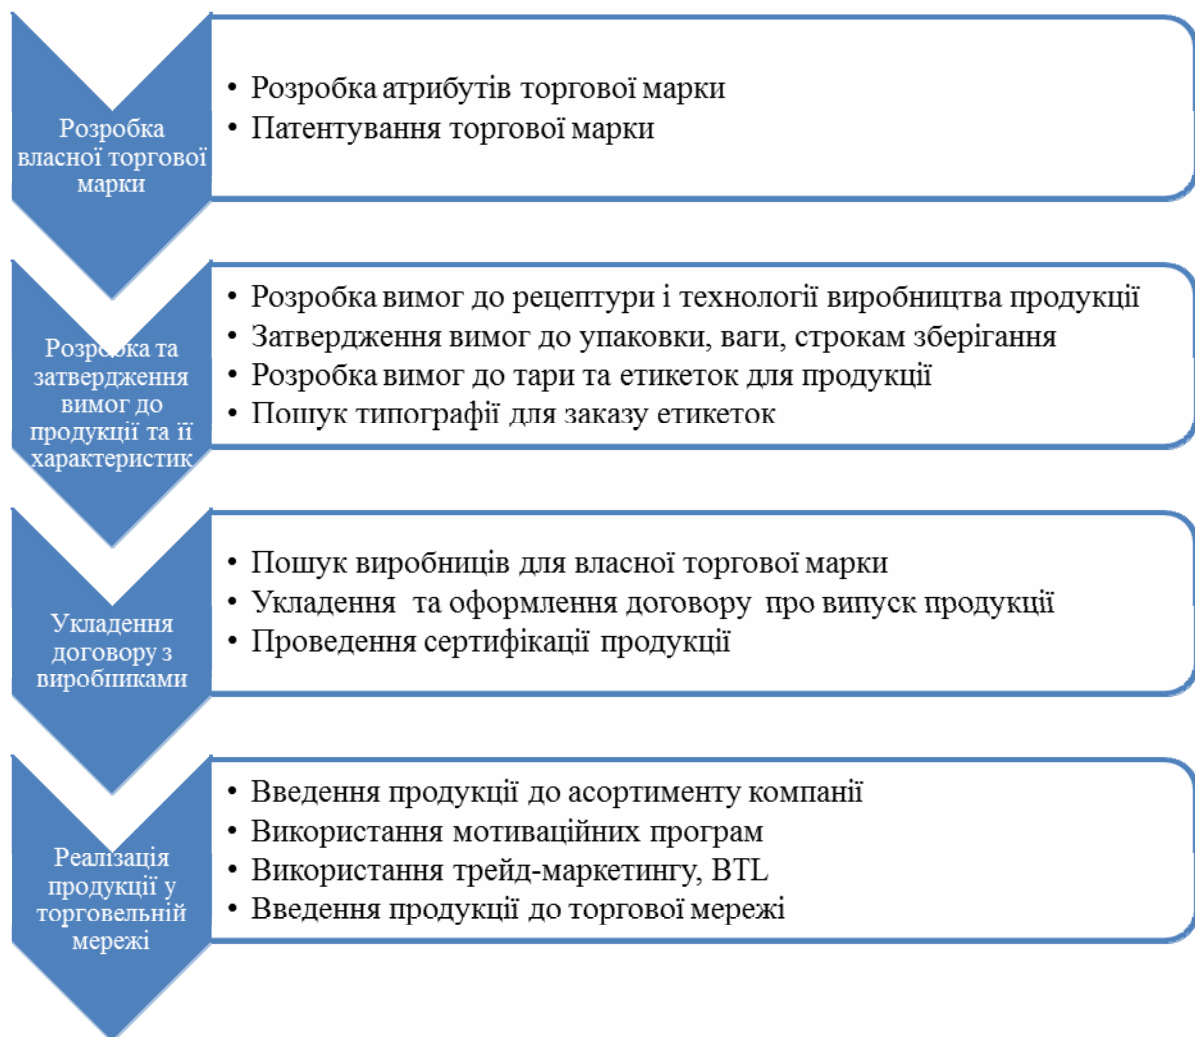 Розробка
власної торгової
марки
• Розробка атрибутів торгової марки
• Патентування торгової марки
Розробка та
затвердження
вимог до
продукції та її
характеристик
• Розробка вимог до рецептури і технології виробництва продукції
• Затвердження вимог до упаковки, ваги, строкам зберігання
• Розробка вимог до тари та етикеток для продукції
• Пошук типографії для заказу етикеток
Укладення
договору з
виробниками
• Пошук виробниців для власної торгової марки
• Укладення та оформлення договору про випуск продукції
• Проведення сертифікації продукції
Реалізація
продукції у
торговельній
мережі
• Введення продукції до асортименту компанії
• Використання мотиваційних програм
• Використання трейд-маркетингу, BTL
• Введення продукції до торгової мережі